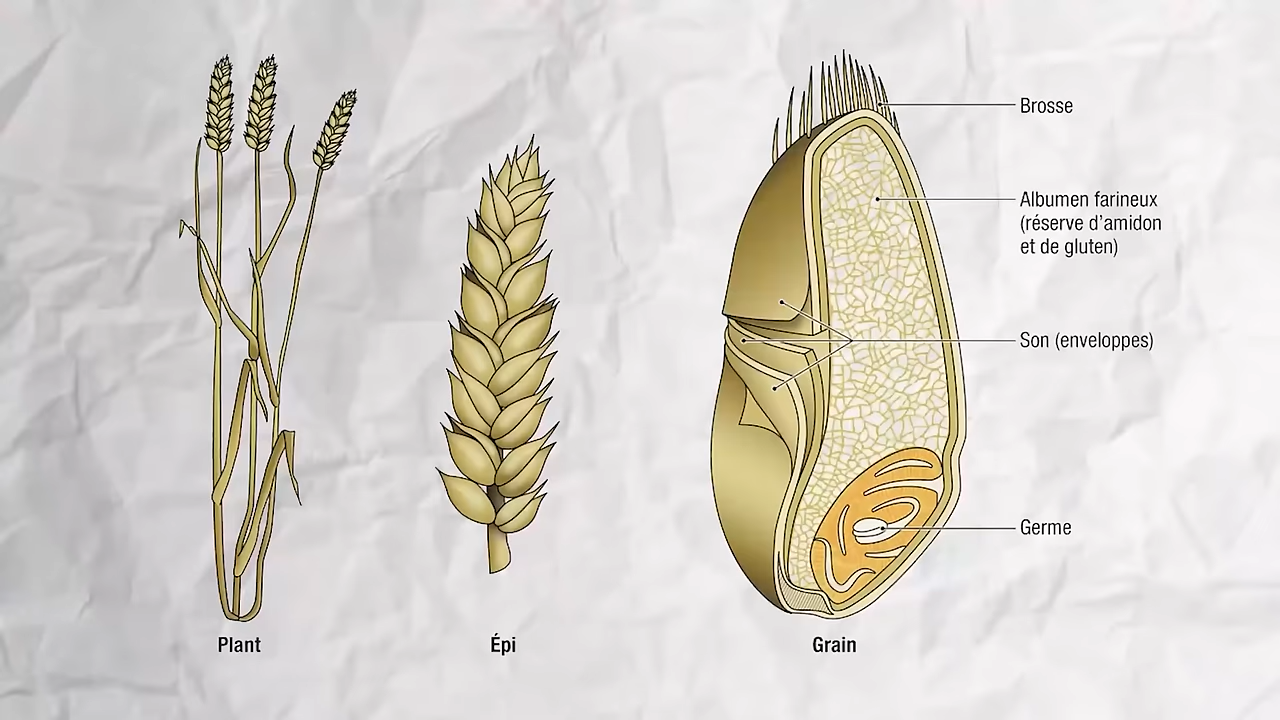 Brosse
Albumen farineux
(réserve d'amidon
et de gluten)
Son (enveloppes)
Germe
Plant
Épi
Grain